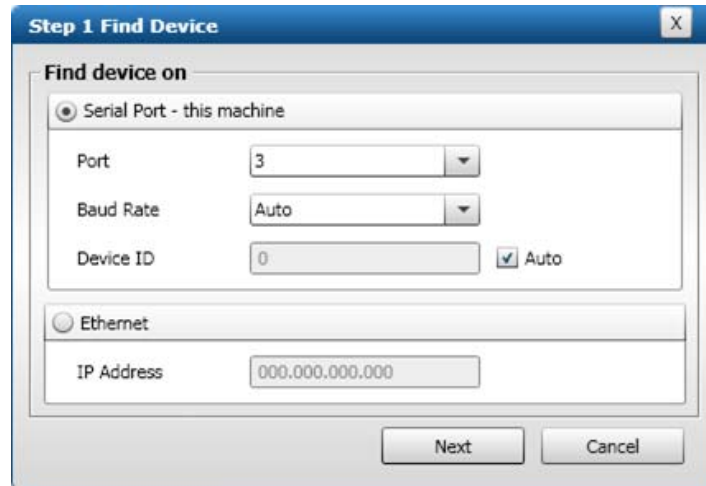 Step 1 Find Device X
Find device on
Serial Port - this machine
Port 3
Baud Rate Auto
Device ID 0 Auto
Ethernet
IP Address 000.000.000.000
Next Cancel